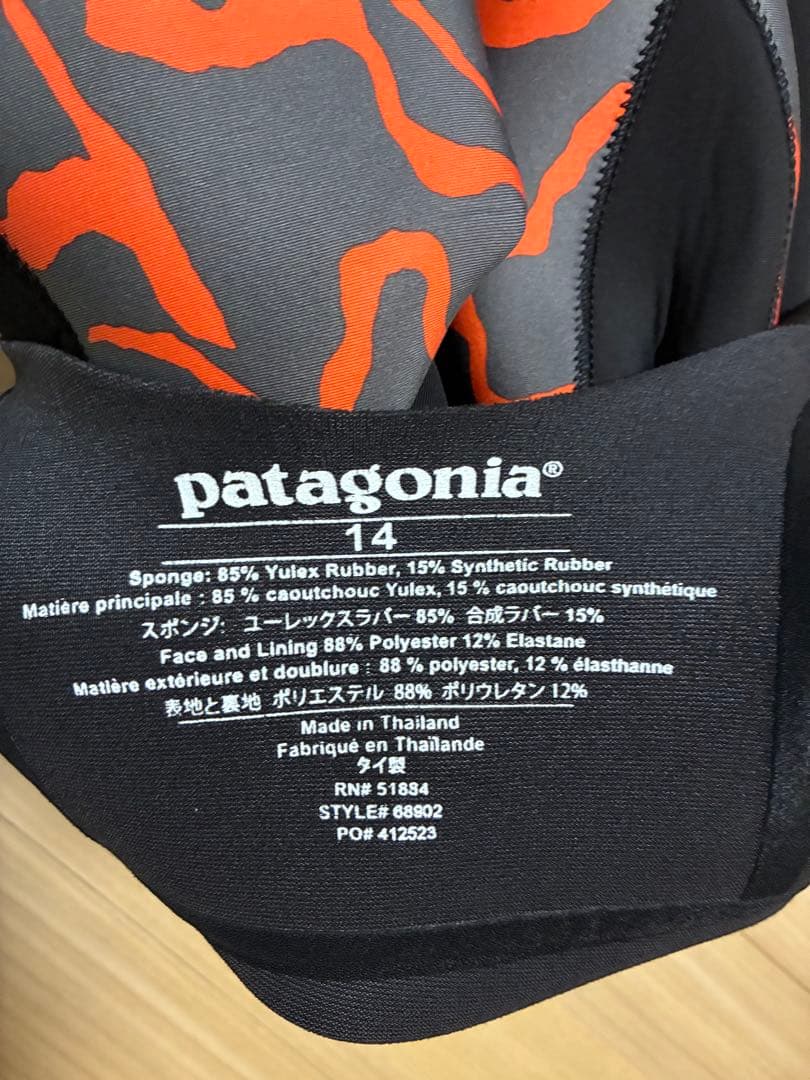 patagonia®
14
Sponge: 85% Yulex Rubber, 15% Synthetic Rubber
Matière principale : 85 % caoutchouc Yulex, 15 % caoutchouc synthétique
スポンジ: ユーレックスラバー 85% 合成ラバー 15%
Face and Lining 88% Polyester 12% Elastane
Matière extérieure et doublure : 88 % polyester, 12 % élasthanne
表地と裏地 ポリエステル 88% ポリウレタン 12%
Made in Thailand
Fabriqué en Thaïlande
タイ製
RN# 51884
STYLE# 68902
PO# 412523